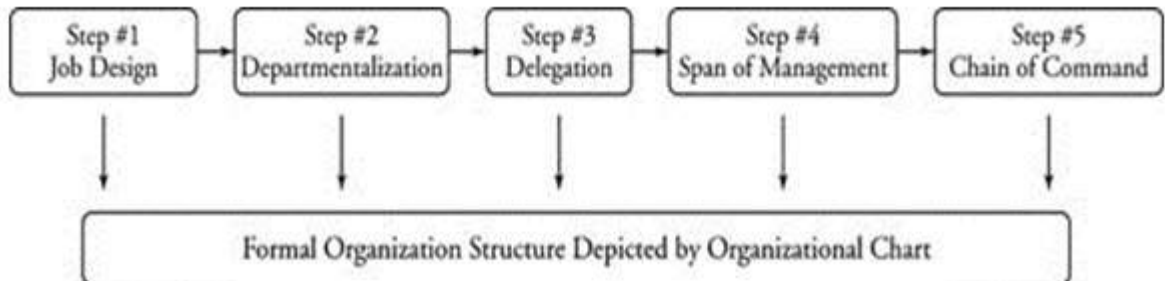 Step #1
Job Design
Step #2
Departmentalization
Step #3
Delegation
Step #4
Span of Management
Step #5
Chain of Command
Formal Organization Structure Depicted by Organizational Chart